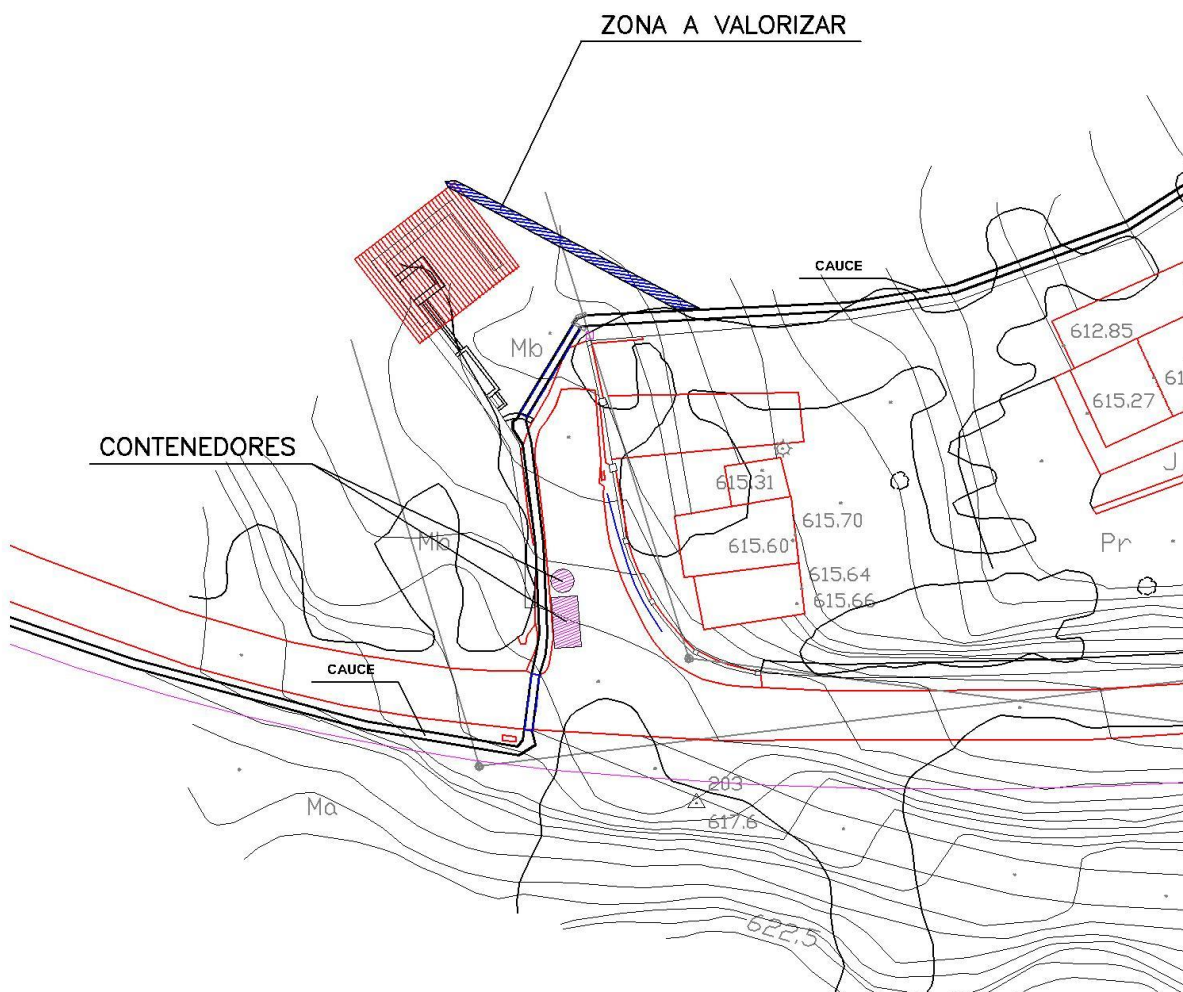 ZONA A VALORIZAR
CAUCE
612.85
61
615.27
Mb
CONTENEDORES
J
615.31
615.70
Mb
615.60
Pr
615.64
615.66
CAUCE
203
Ma
617.6
622.5